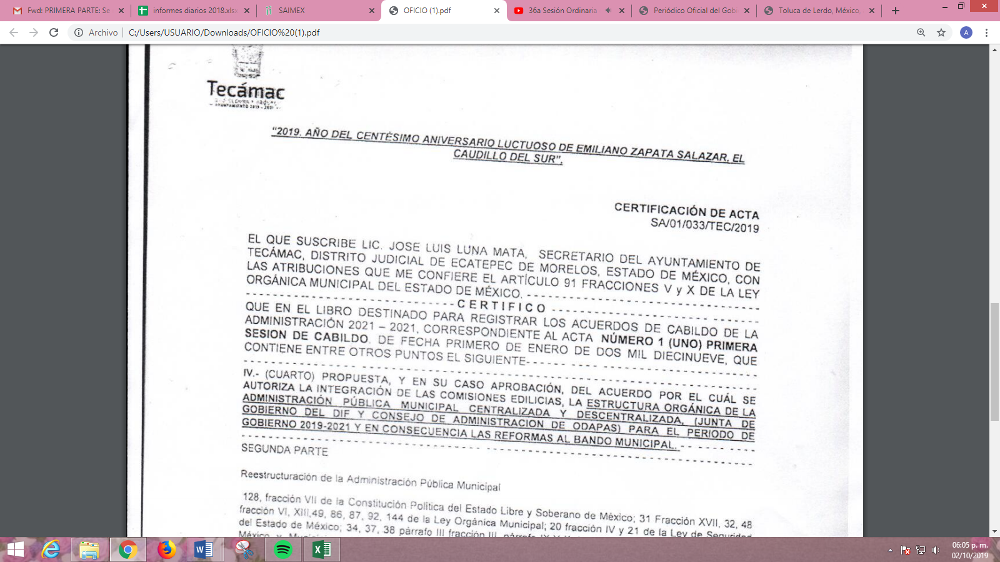 Fwd: PRIMERA PARTE: Se
informes diarios 2018.xlsx
SAIMEX
OFICIO (1).pdf
36a Sesión Ordinaria
Periódico Oficial del Gobi
Toluca de Lerdo, México,
Archivo
C:/Users/USUARIO/Downloads/OFICIO%20(1).pdf
A
Tecámac
AYUNTAMIENTO 2019 - 2021
“2019. AÑO DEL CENTÉSIMO ANIVERSARIO LUCTUOSO DE EMILIANO ZAPATA SALAZAR. EL
CAUDILLO DEL SUR”.
CERTIFICACIÓN DE ACTA
SA/01/033/TEC/2019
EL QUE SUSCRIBE LIC. JOSE LUIS LUNA MATA, SECRETARIO DEL AYUNTAMIENTO DE
TECÁMAC, DISTRITO JUDICIAL DE ECATEPEC DE MORELOS, ESTADO DE MÉXICO, CON
LAS ATRIBUCIONES QUE ME CONFIERE EL ARTÍCULO 91 FRACCIONES V y X DE LA LEY
ORGÁNICA MUNICIPAL DEL ESTADO DE MÉXICO.
CERTIFICO
QUE EN EL LIBRO DESTINADO PARA REGISTRAR LOS ACUERDOS DE CABILDO DE LA
ADMINISTRACIÓN 2021 – 2021, CORRESPONDIENTE AL ACTA NÚMERO 1 (UNO) PRIMERA
SESION DE CABILDO. DE FECHA PRIMERO DE ENERO DE DOS MIL DIECINUEVE, QUE
CONTIENE ENTRE OTROS PUNTOS EL SIGUIENTE
IV.- (CUARTO) PROPUESTA, Y EN SU CASO APROBACIÓN, DEL ACUERDO POR EL CUÁL SE
AUTORIZA LA INTEGRACIÓN DE LAS COMISIONES EDILICIAS, LA ESTRUCTURA ORGÁNICA DE LA
ADMINISTRACIÓN PÚBLICA MUNICIPAL CENTRALIZADA Y DESCENTRALIZADA, (JUNTA DE
GOBIERNO DEL DIF Y CONSEJO DE ADMINISTRACION DE ODAPAS) PARA EL PERIODO DE
GOBIERNO 2019-2021 Y EN CONSECUENCIA LAS REFORMAS AL BANDO MUNICIPAL.
SEGUNDA PARTE
Reestructuración de la Administración Pública Municipal
128, fracción VII de la Constitución Política del Estado Libre y Soberano de México; 31 Fracción XVII, 32, 48
fracción VI, XIII,49, 86, 87, 92, 144 de la Ley Orgánica Municipal; 20 fracción IV y 21 de la Ley de Seguridad
del Estado de México; 34, 37, 38 párrafo III fracción III, párrafo
06:05 p. m.
02/10/2019